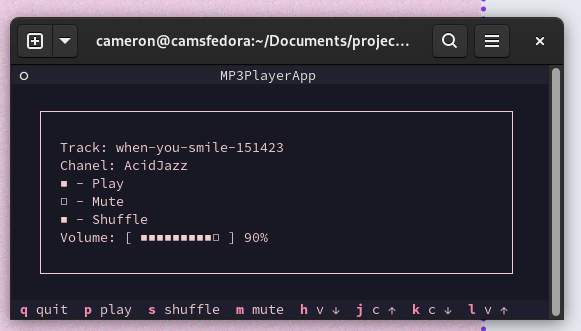 cameron@camsfedora:~/Documents/projec...
MP3PlayerApp
Track: when-you-smile-151423
Chanel: AcidJazz
▪ - Play
▫ - Mute
▪ - Shuffle
Volume: [ ▪▪▪▪▪▪▪▪▪▫ ] 90%
q quit p play s shuffle m mute h v ↓ j c ↑ k c ↓ l v ↑